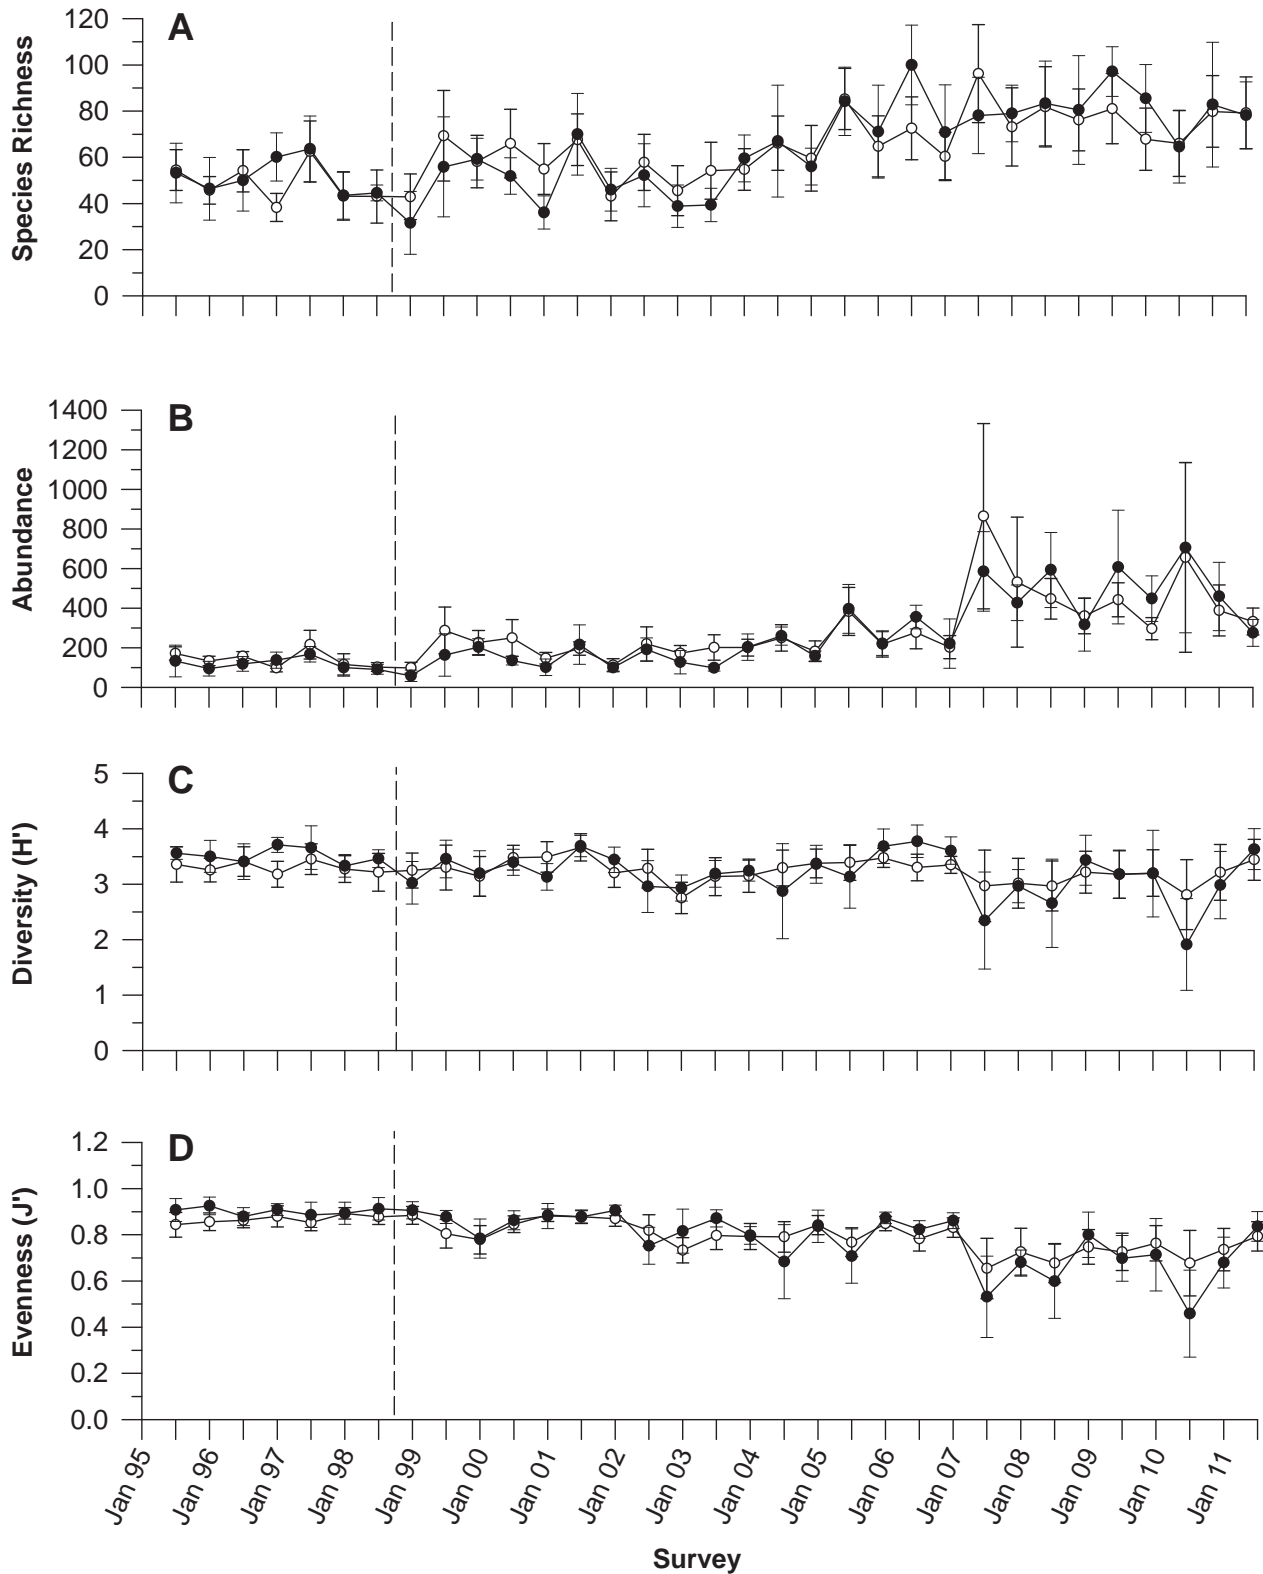 A
Species Richness
120
100
80
60
40
20
0
B
Abundance
1400
1200
1000
800
600
400
200
0
C
Diversity (H')
5
4
3
2
1
0
D
Evenness (J')
1.2
1.0
0.8
0.6
0.4
0.2
0.0
Jan 95
Jan 96
Jan 97
Jan 98
Jan 99
Jan 00
Jan 01
Jan 02
Jan 03
Jan 04
Jan 05
Jan 06
Jan 07
Jan 08
Jan 09
Jan 10
Jan 11
Survey